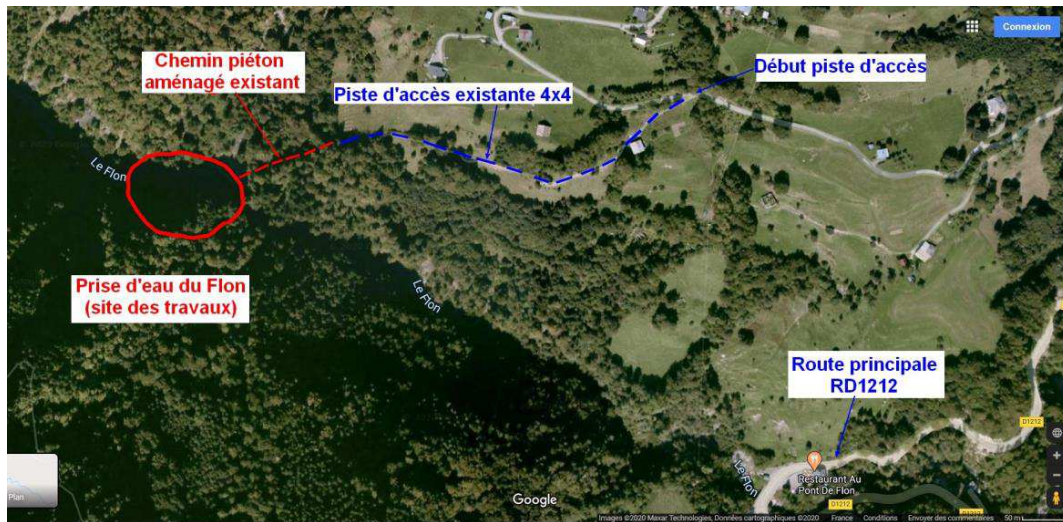 Connexion
Chemin piéton
aménagé existant
Début piste d'accès
Piste d'accès existante 4x4
Le Flon
Prise d'eau du Flon
(site des travaux)
Le Flon
Route principale
RD1212
D1212
Le Flon
Restaurant Au
Pont De Flon
Plan
Google
D1212
D1212
Images ©2020 Maxar Technologies, Données cartographiques ©2020 France Conditions Envoyer des commentaires 50 m